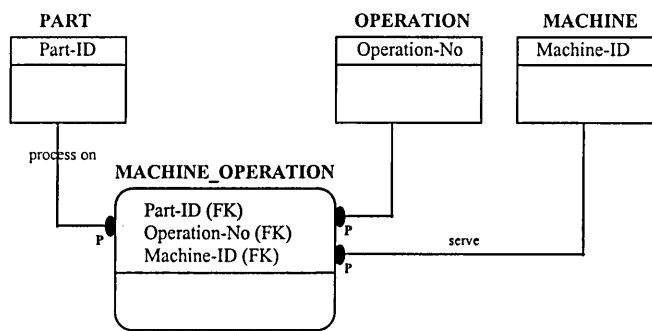 PART
OPERATION
MACHINE
Part-ID
Operation-No
Machine-ID
process on
MACHINE_OPERATION
Part-ID (FK)
Operation-No (FK)
Machine-ID (FK)
P
P
P
serve